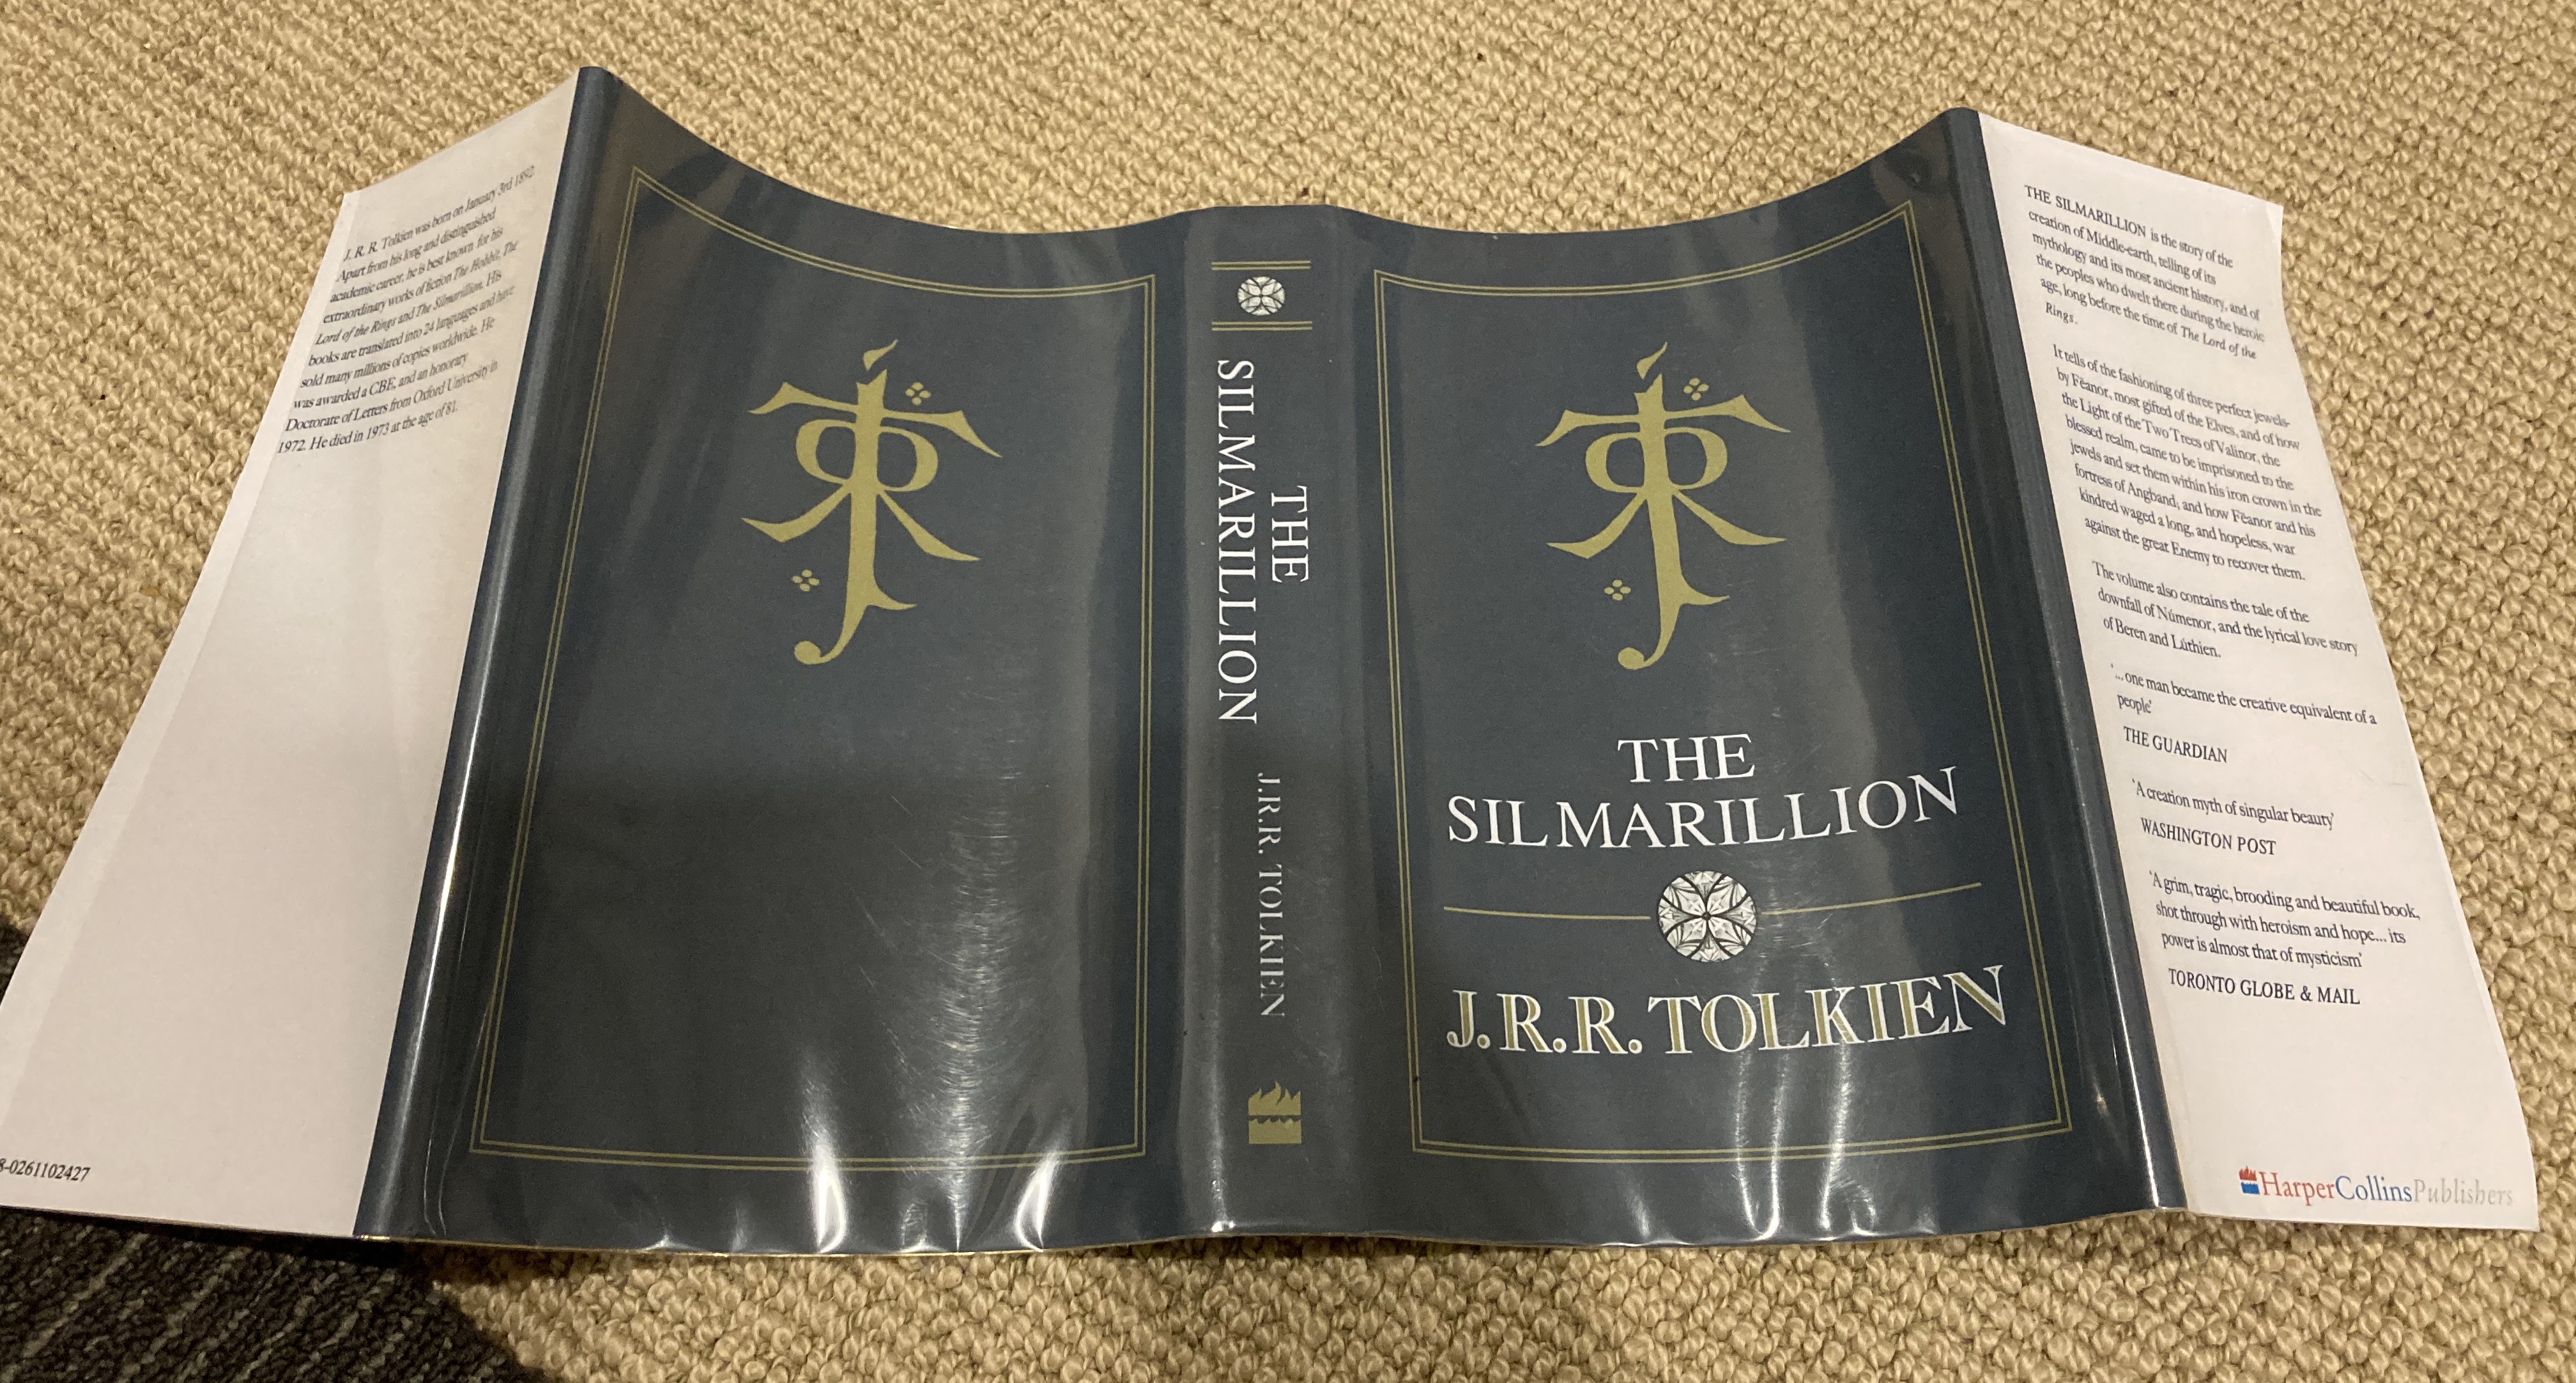 J. R. R. Tolkien was born on January 3rd 1892.
Apart from his long and distinguished
academic career, he is best known for his
extraordinary works of fiction The Hobbit, The
Lord of the Rings and The Silmarillion. His
books are translated into 24 languages and have
sold many millions of copies worldwide. He
was awarded a CBE, and an honorary
Doctorate of Letters from Oxford University in
1972. He died in 1973 at the age of 81.
8-0261102427
THE
SILMARILLION
J.R.R. TOLKIEN
THE
SILMARILLION
J.R.R. TOLKIEN
THE SILMARILLION is the story of the
creation of Middle-earth, telling of its
mythology and its most ancient history, and of
the peoples who dwelt there during the heroic
age, long before the time of The Lord of the
Rings.
It tells of the fashioning of three perfect jewels-
by Fëanor, most gifted of the Elves, and of how
the Light of the Two Trees of Valinor, the
blessed realm, came to be imprisoned to the
jewels and set them within his iron crown in the
fortress of Angband; and how Fëanor and his
kindred waged a long, and hopeless, war
against the great Enemy to recover them.
The volume also contains the tale of the
downfall of Númenor, and the lyrical love story
of Beren and Lúthien.
'...one man became the creative equivalent of a
people'
THE GUARDIAN
'A creation myth of singular beauty'
WASHINGTON POST
'A grim, tragic, brooding and beautiful book,
shot through with heroism and hope... its
power is almost that of mysticism'
TORONTO GLOBE & MAIL
HarperCollinsPublishers